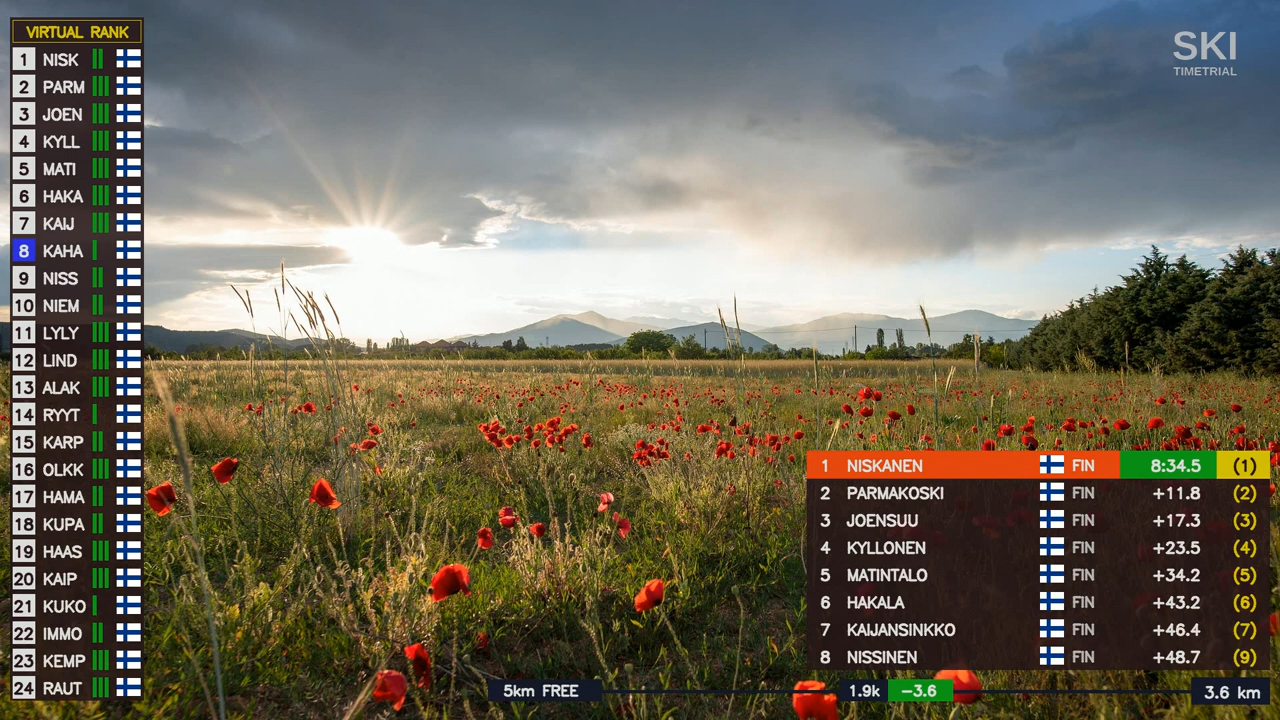 VIRTUAL RANK
1 NISK
2 PARM
3 JOEN
4 KYLL
5 MATI
6 HAKA
7 KAIJ
8 KAHA
9 NISS
10 NIEM
11 LYLY
12 LIND
13 ALAK
14 RYYT
15 KARP
16 OLKK
17 HAMA
18 KUPA
19 HAAS
20 KAIP
21 KUKO
22 IMMO
23 KEMP
24 RAUT
SKI
TIMETRIAL
1 NISKANEN FIN 8:34.5 (1)
2 PARMAKOSKI FIN +11.8 (2)
3 JOENSUU FIN +17.3 (3)
4 KYLLONEN FIN +23.5 (4)
5 MATINTALO FIN +34.2 (5)
6 HAKALA FIN +43.2 (6)
7 KAIJANSINKKO FIN +46.4 (7)
8 NISSINEN FIN +48.7 (9)
5km FREE 1.9k −3.6 3.6 km